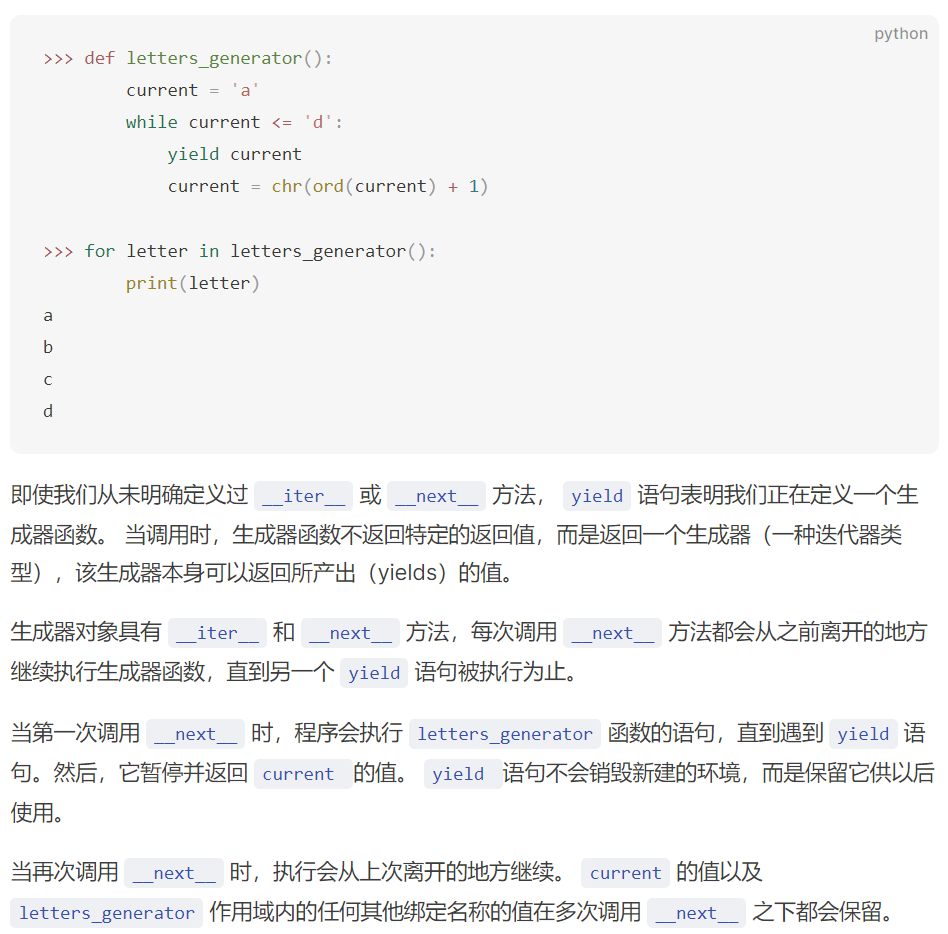 python
>>> def letters_generator():
        current = 'a'
        while current <= 'd':
            yield current
            current = chr(ord(current) + 1)
>>> for letter in letters_generator():
        print(letter)
a
b
c
d
即使我们从未明确定义过 __iter__ 或 __next__ 方法， yield 语句表明我们正在定义一个生
成器函数。 当调用时，生成器函数不返回特定的返回值，而是返回一个生成器（一种迭代器类
型），该生成器本身可以返回所产出（yields）的值。
生成器对象具有 __iter__ 和 __next__ 方法，每次调用 __next__ 方法都会从之前离开的地方
继续执行生成器函数，直到另一个 yield 语句被执行为止。
当第一次调用 __next__ 时，程序会执行 letters_generator 函数的语句，直到遇到 yield 语
句。然后，它暂停并返回 current 的值。 yield 语句不会销毁新建的环境，而是保留它供以后
使用。
当再次调用 __next__ 时，执行会从上次离开的地方继续。 current 的值以及
letters_generator 作用域内的任何其他绑定名称的值在多次调用 __next__ 之下都会保留。